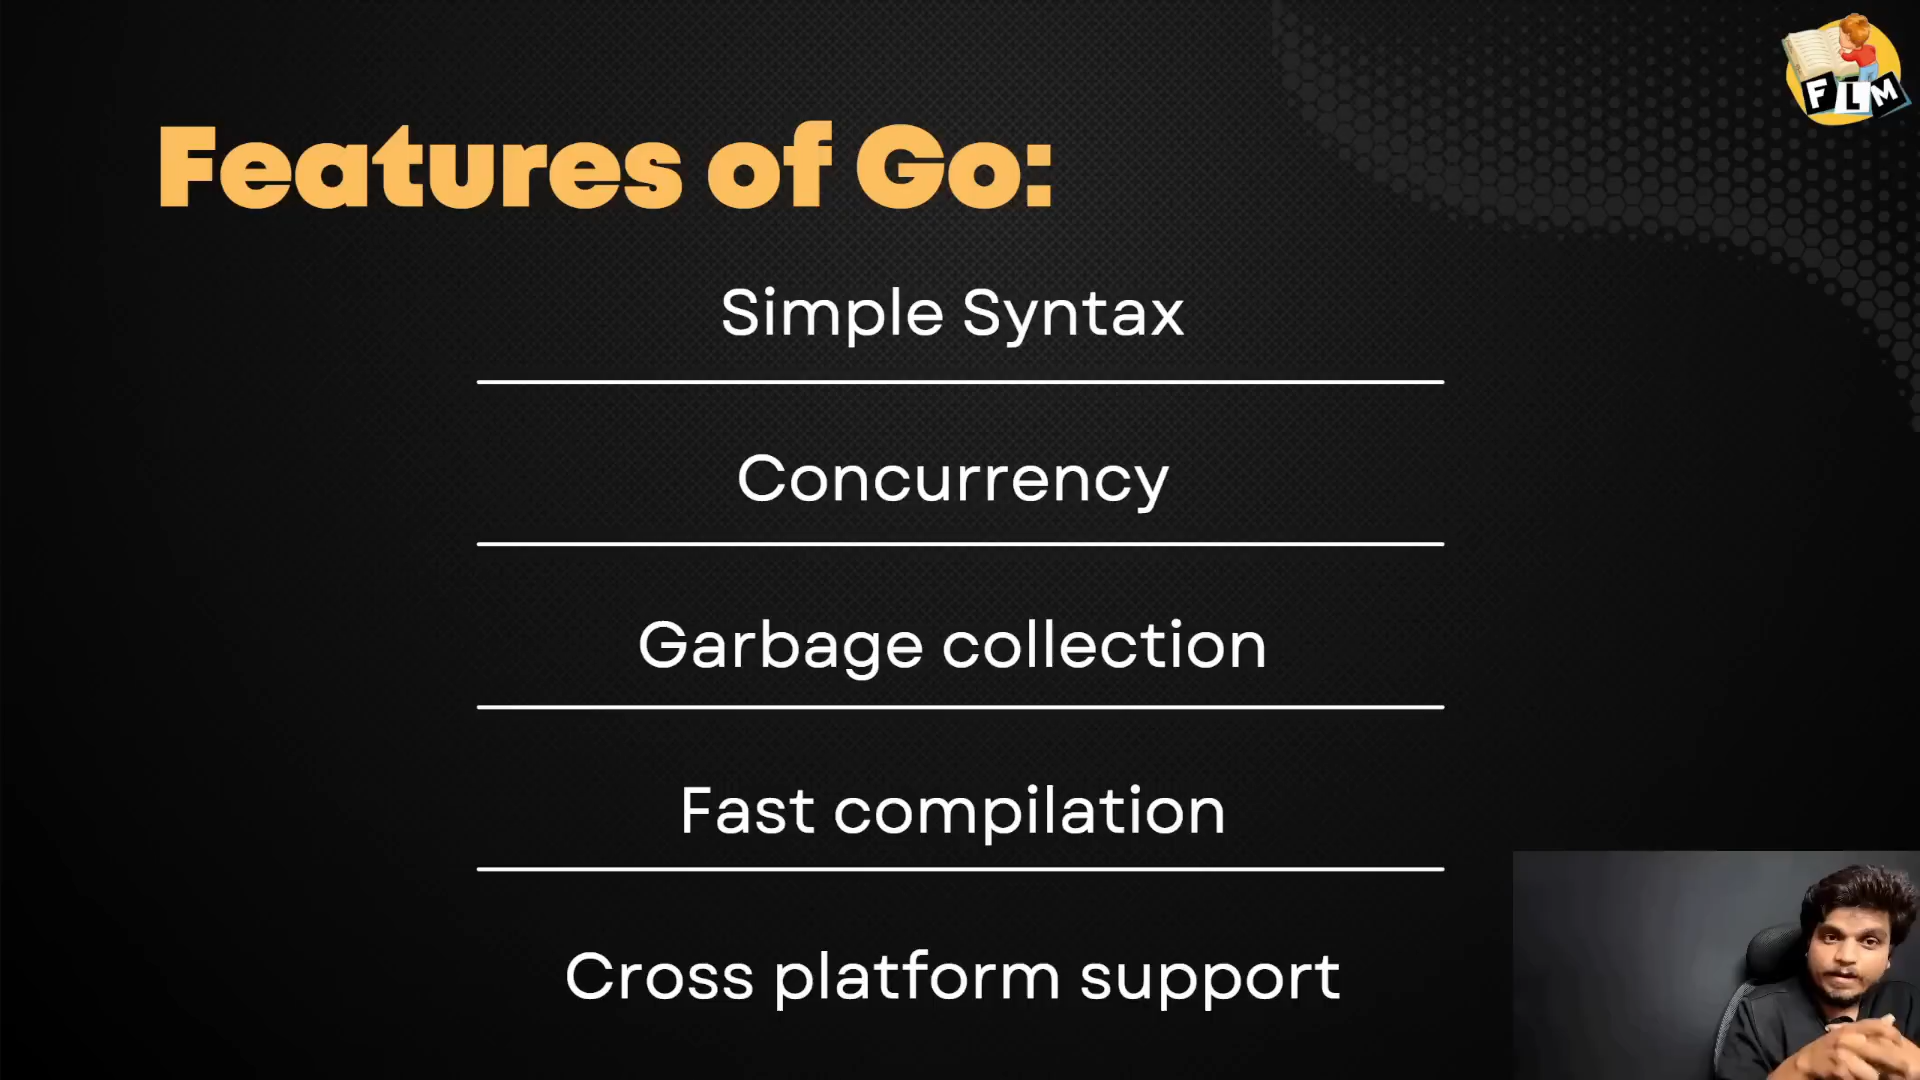 FLM
Features of Go:
Simple Syntax
Concurrency
Garbage collection
Fast compilation
Cross platform support